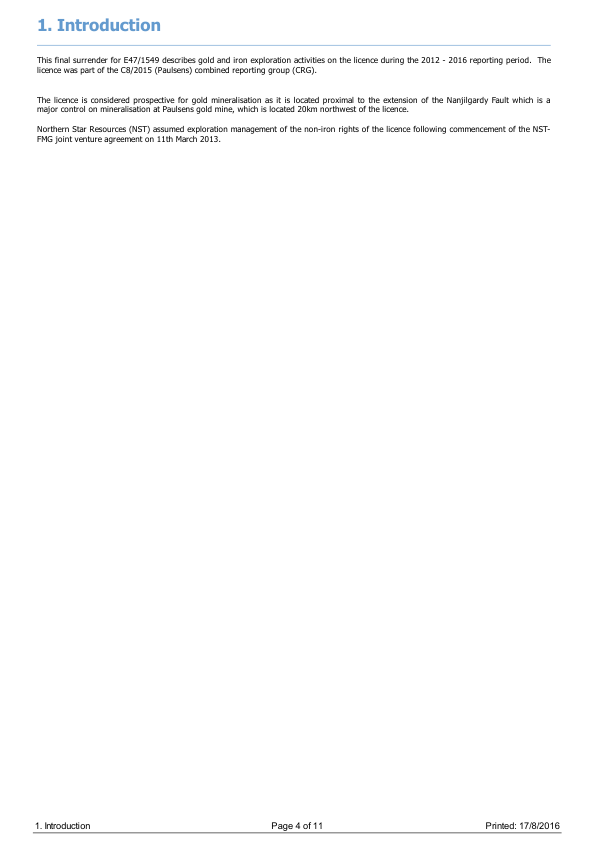 1. Introduction
This final surrender for E47/1549 describes gold and iron exploration activities on the licence during the 2012 - 2016 reporting period.  The
licence was part of the C8/2015 (Paulsens) combined reporting group (CRG).
The licence is considered prospective for gold mineralisation as it is located proximal to the extension of the Nanjilgardy Fault which is a
major control on mineralisation at Paulsens gold mine, which is located 20km northwest of the licence.
Northern Star Resources (NST) assumed exploration management of the non-iron rights of the licence following commencement of the NST-
FMG joint venture agreement on 11th March 2013.
1. Introduction Page 4 of 11 Printed: 17/8/2016